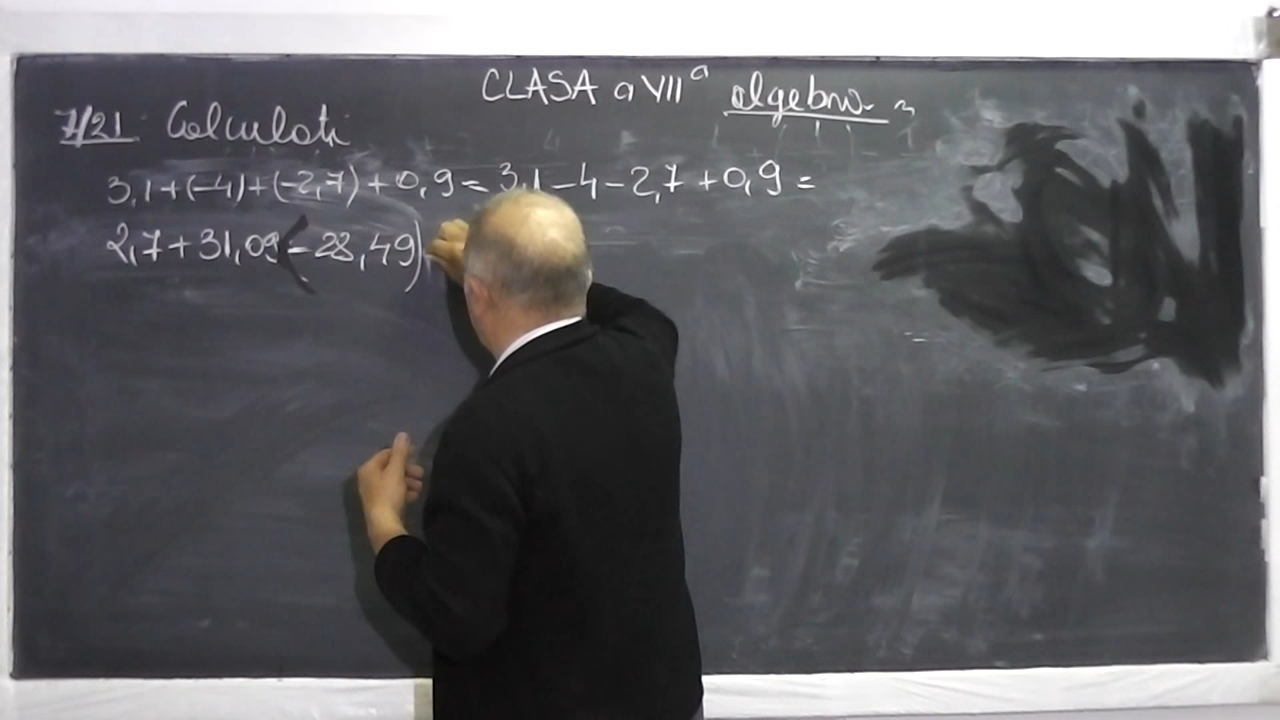 CLASA a VII a algebra
7/21 Calculati
3,1+(-4)+(-2,7)+0,9=3,1-4-2,7+0,9=
2,7+31,09(-28,49)